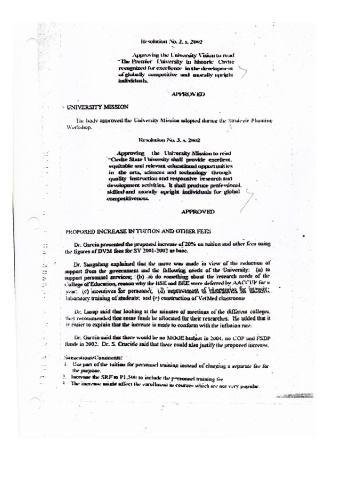 Resolution No. 2, s. 2002
Approving the University Vision to read
"The Premier University in historic Cavite
recognized for excellence in the development
of globally competitive and morally upright
individuals.
APPROVED
UNIVERSITY MISSION
The body approved the University Mission adopted during the Strategic Planning
Workshop.
Resolution No. 3, s. 2002
Approving the University Mission to read
"Cavite State University shall provide excellent,
equitable and relevant educational opportunities
in the arts, sciences and technology through
quality instruction and responsive research and
development activities. It shall produce professional,
skilled and morally upright individuals for global
competitiveness.
APPROVED
PROPOSED INCREASE IN TUITION AND OTHER FEES
Dr. Garcia presented the proposed increase of 20% on tuition and other fees using
the figures of DVM fees for SY 2001-2002 as base.
Dr. explained that the move was made in view of the reduction of
support from the government and the following needs of the University: (a) to
support personnel services; (b) to do something about the research needs of the
College of Education, reason why the BSE and BEE were deferred by AACCUP for a
year; (c) incentives for personnel; (d) improvement of
laboratory training of students; and (e) construction of VetMed classrooms
Dr. said that looking at the minutes of meetings of the different colleges,
they recommended that some funds be allocated for their researches. He added that it
is easier to explain that the increase is made to conform with the inflation rate.
Dr. Garcia said that there would be no MOOE budget in 2004, no COP and FSDP
funds in 2002. Dr. S. said that these could also justify the proposed increase.
Suggestions/Comments:
1. Use part of the tuition for personnel training instead of charging a separate fee for
the purpose.
2. Increase the SRF to P1,500 to include the personnel training fee
3. The increase might affect the enrollment in courses which are not very popular.